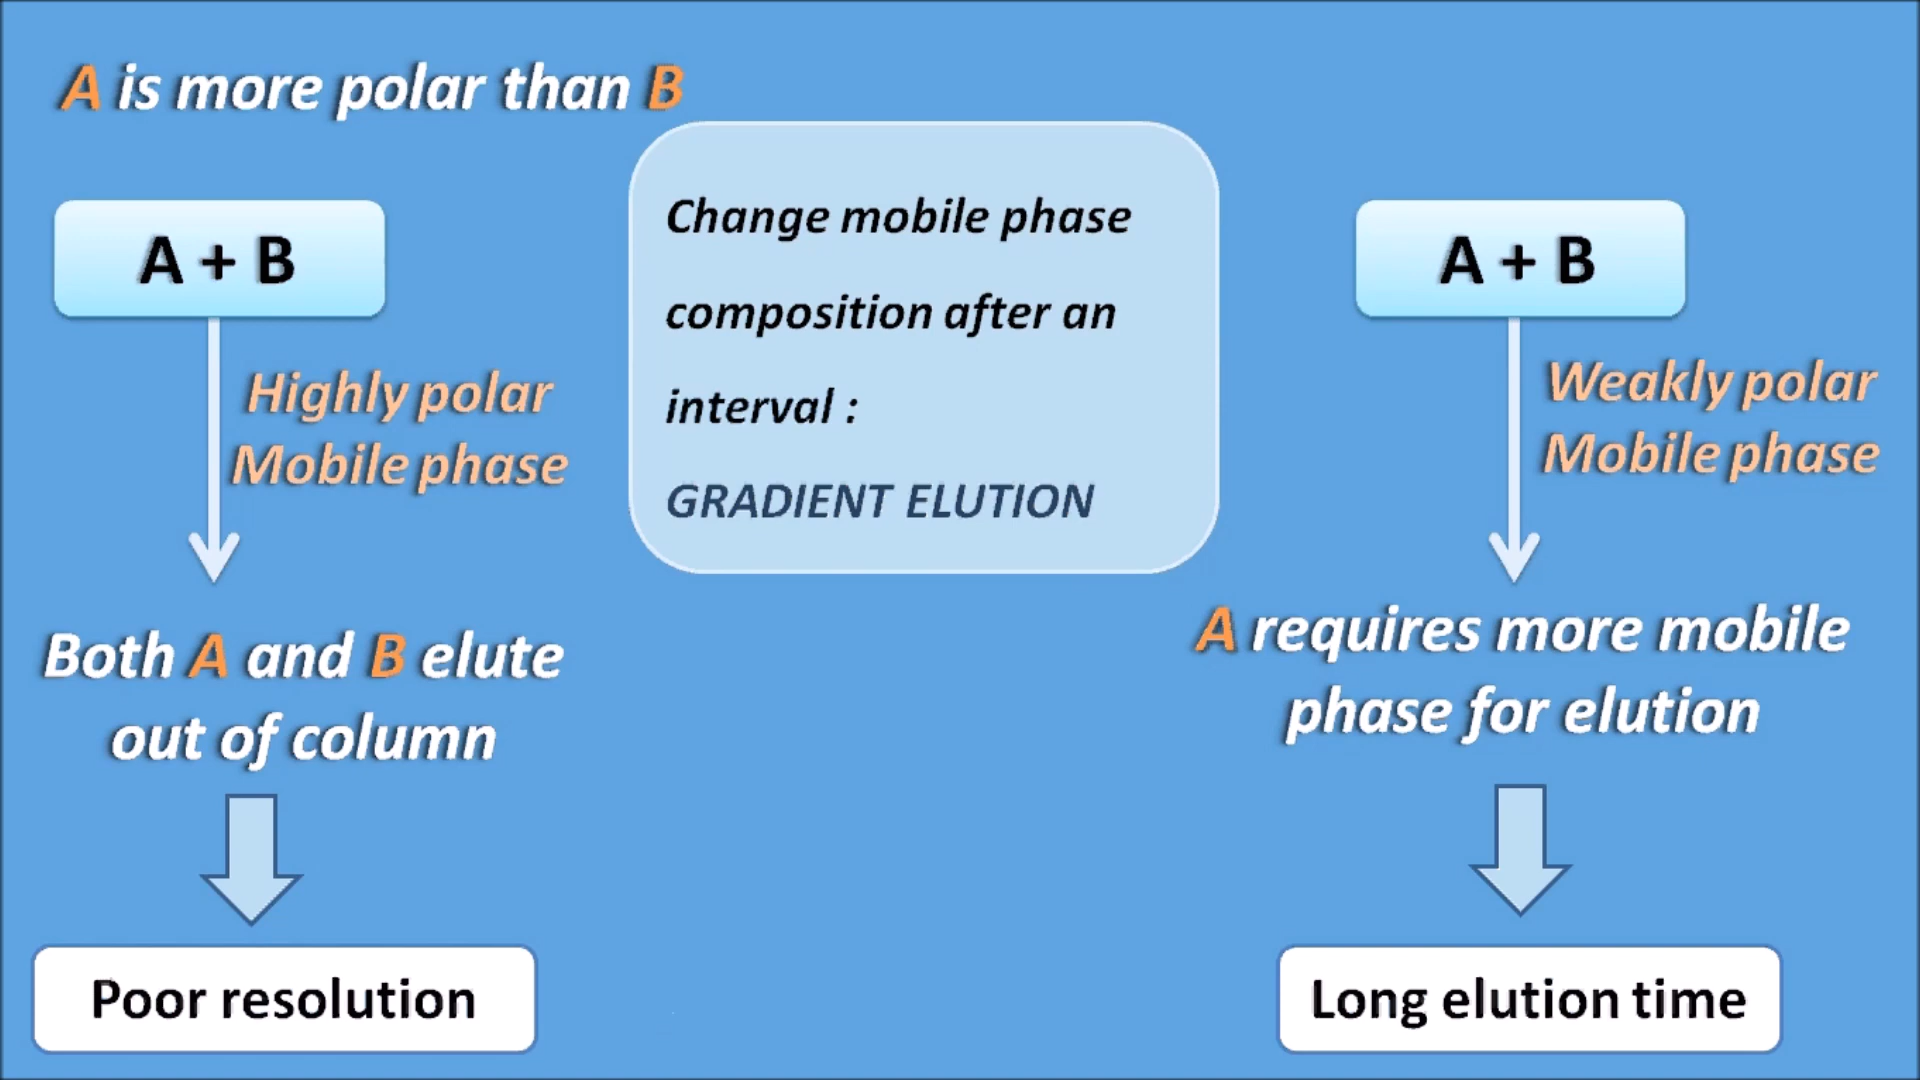 A is more polar than B
A + B
Highly polar
Mobile phase
Both A and B elute
out of column
Poor resolution
Change mobile phase
composition after an
interval :
GRADIENT ELUTION
A + B
Weakly polar
Mobile phase
A requires more mobile
phase for elution
Long elution time